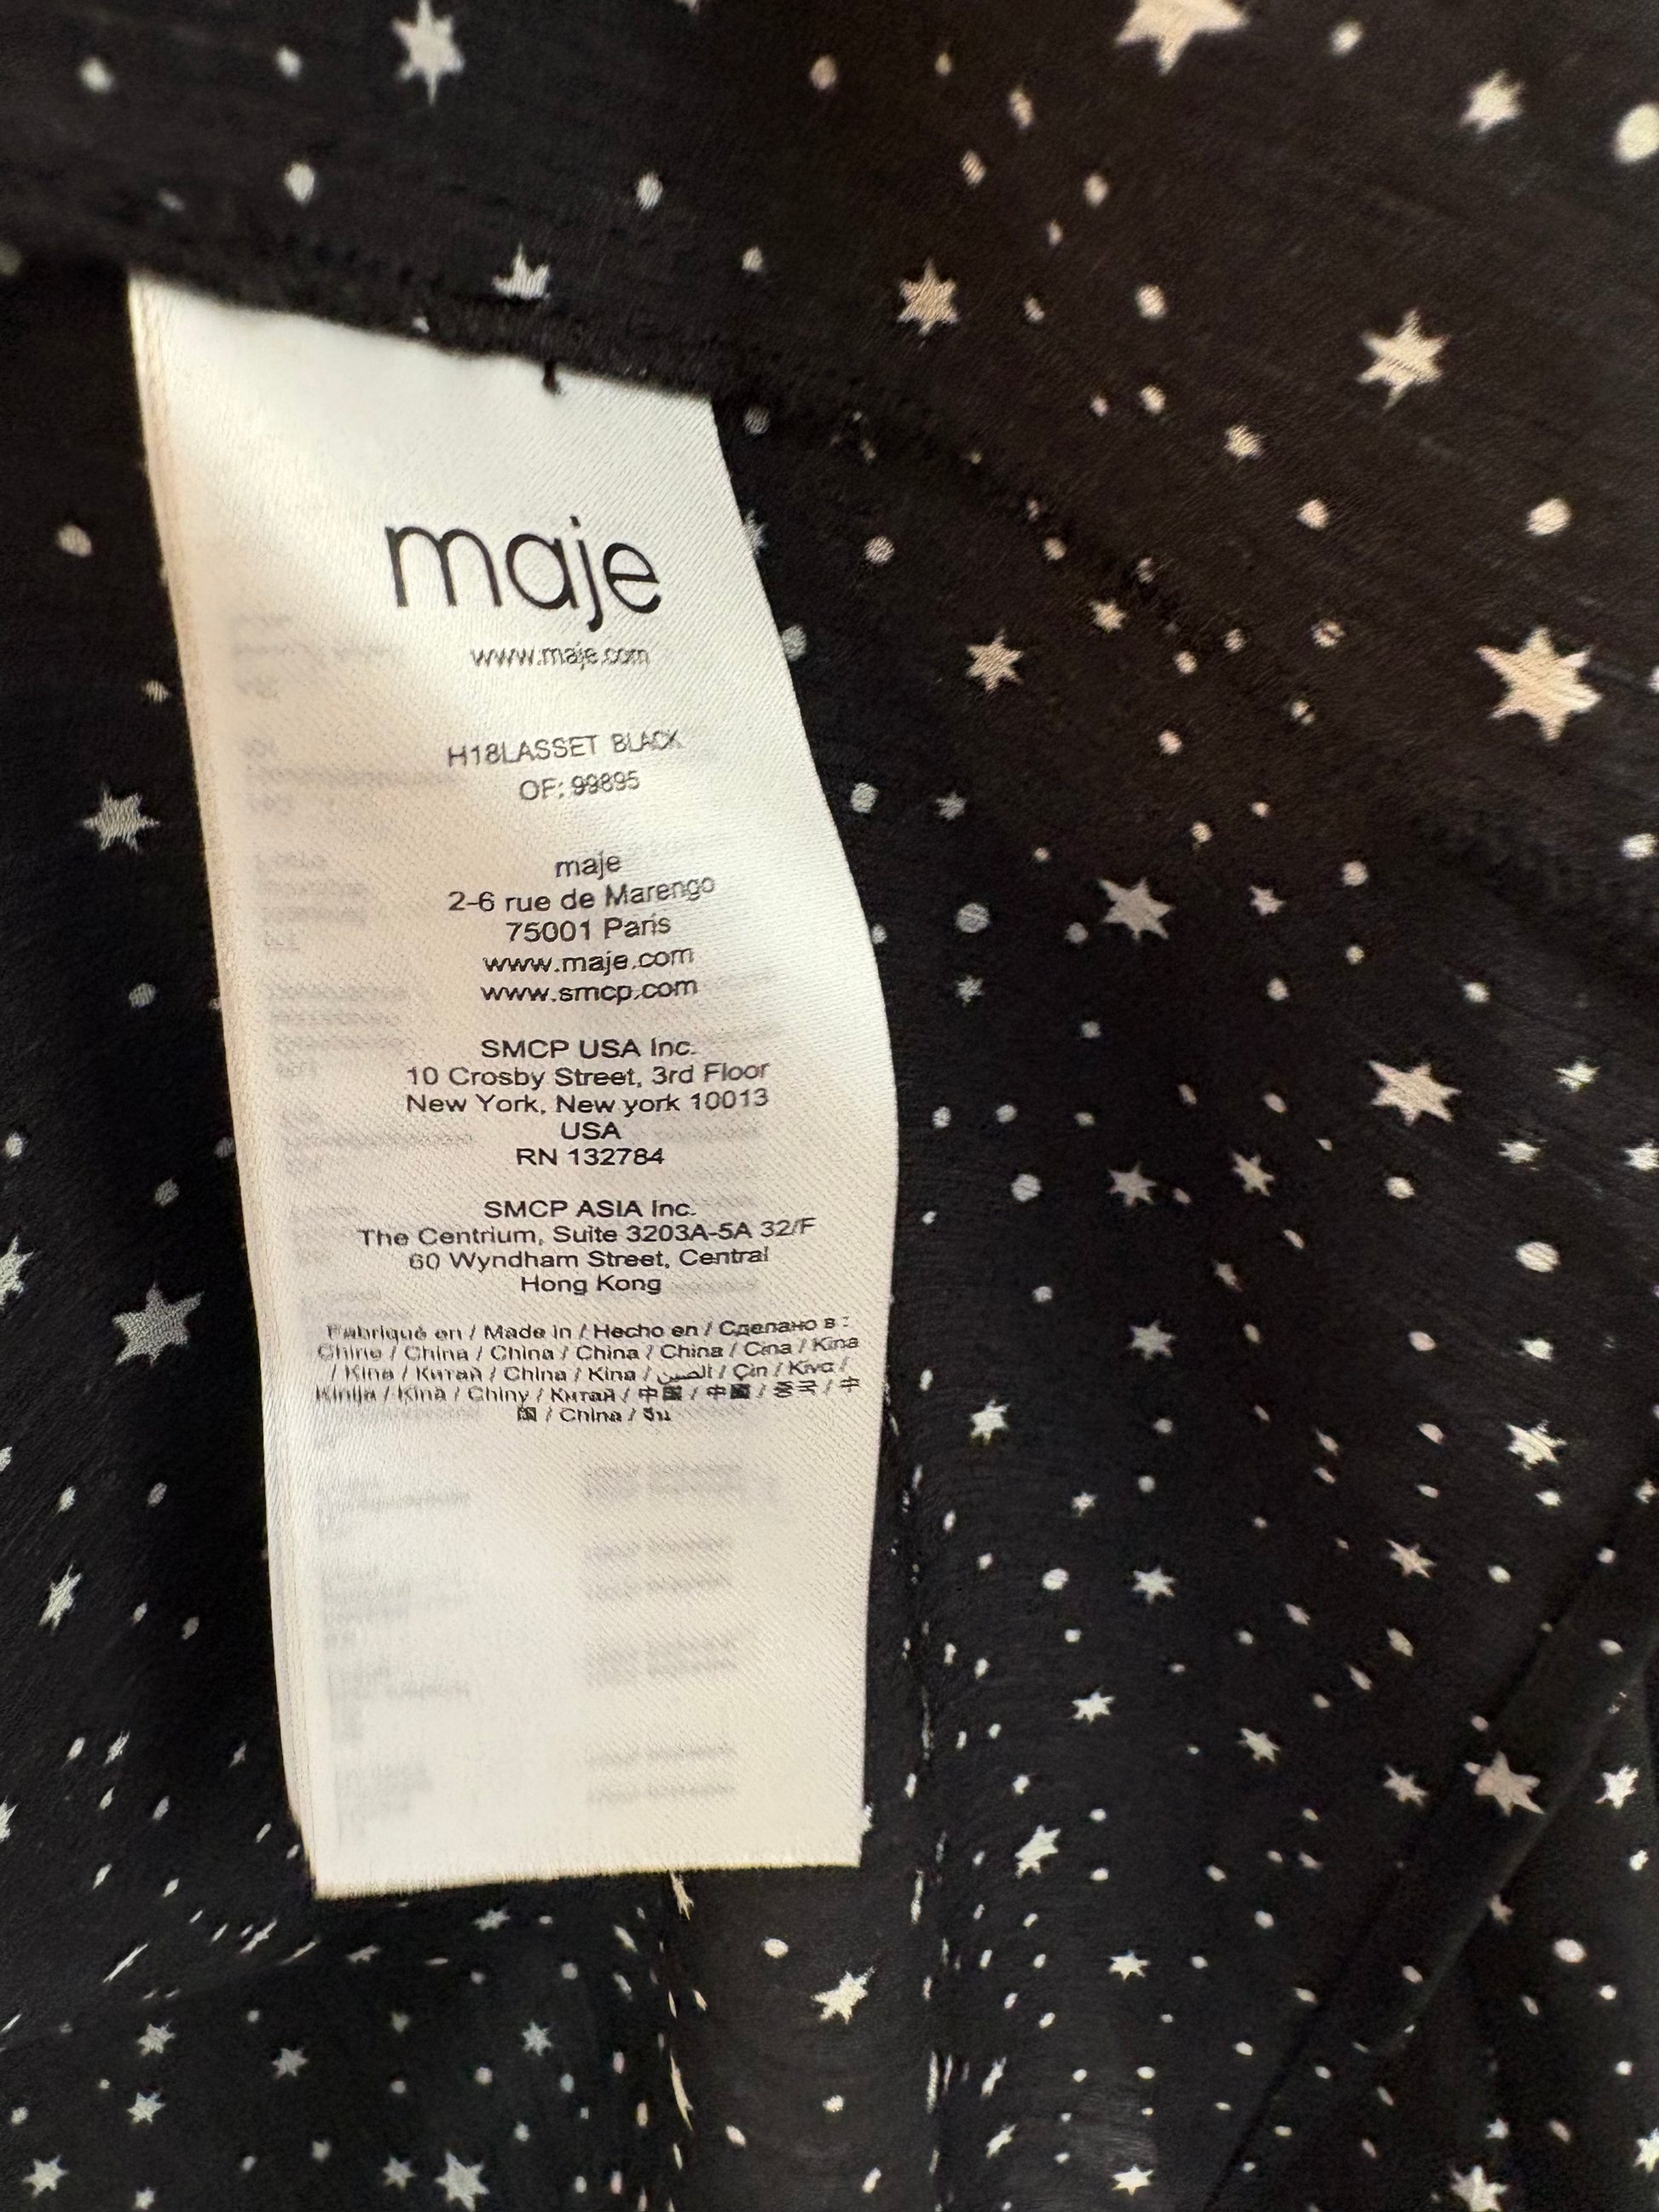 maje
www.maje.com
H18LASSET BLACK
OF: 99895
maje
2-6 rue de Marengo
75001 Paris
www.maje.com
www.smcp.com
SMCP USA Inc.
10 Crosby Street, 3rd Floor
New York, New york 10013
USA
RN 132784
SMCP ASIA Inc.
The Centrium, Suite 3203A-5A 32/F
60 Wyndham Street, Central
Hong Kong
Fabriqué en / Made in / Hecho en / Сделано в :
Chine / China / China / China / China / Cina / Kina
/ Kina / Китай / China / Kina / الصين / Çin / Κίνα /
Kinija / Kina / Chiny / Китай / 中国 / 中國 / 중국 / 中
国 / China / จีน